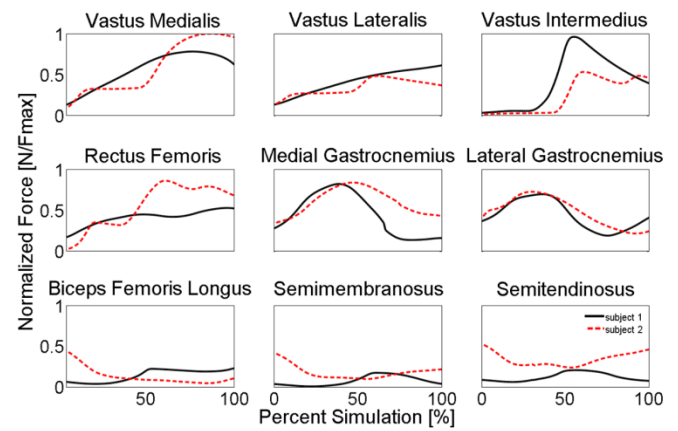 Vastus Medialis Vastus Lateralis Vastus Intermedius
1
0.5
0
Rectus Femoris Medial Gastrocnemius Lateral Gastrocnemius
1
0.5
0
Normalized Force [N/Fmax]
Biceps Femoris Longus Semimembranosus Semitendinosus
1
0.5
0
subject 1
subject 2
50 100 0 50 100 0 50 100
Percent Simulation [%]